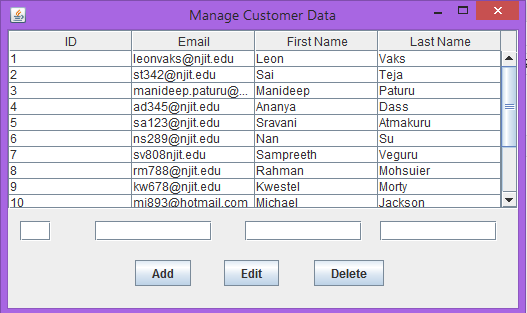 Manage Customer Data
ID Email First Name Last Name
1 leonvaks@njit.edu Leon Vaks
2 st342@njit.edu Sai Teja
3 manideep.paturu@... Manideep Paturu
4 ad345@njit.edu Ananya Dass
5 sa123@njit.edu Sravani Atmakuru
6 ns289@njit.edu Nan Su
7 sv808njit.edu Sampreeth Veguru
8 rm788@njit.edu Rahman Mohsuier
9 kw678@njit.edu Kwestel Morty
10 mj893@hotmail.com Michael Jackson
Add Edit Delete